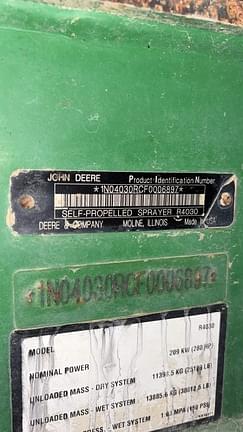 JOHN DEERE Product Identification Number
*1N04030RCF0006897*
SELF-PROPELLED SPRAYER R4030
DEERE & COMPANY MOLINE, ILLINOIS Made in USA
*1N04030RCF0006897*
MODEL R4030
NOMINAL POWER 209 kW (280 HP)
UNLOADED MASS - DRY SYSTEM
UNLOADED MASS - WET SYSTEM